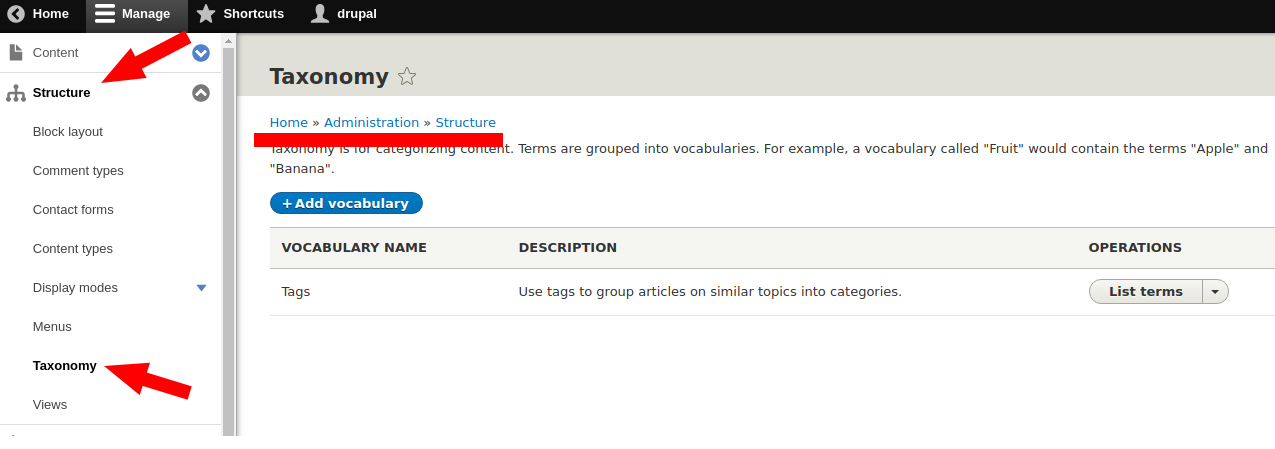 Home Manage Shortcuts drupal
Content
Structure
Block layout
Comment types
Contact forms
Content types
Display modes
Menus
Taxonomy
Views
Taxonomy
Home » Administration » Structure
Taxonomy is for categorizing content. Terms are grouped into vocabularies. For example, a vocabulary called "Fruit" would contain the terms "Apple" and
"Banana".
+ Add vocabulary
VOCABULARY NAME DESCRIPTION OPERATIONS
Tags Use tags to group articles on similar topics into categories. List terms